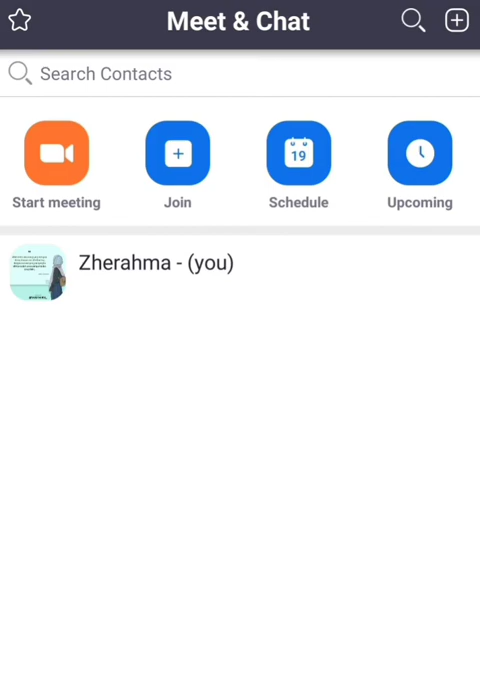 Meet & Chat
Search Contacts
19
Start meeting
Join
Schedule
Upcoming
Zherahma - (you)